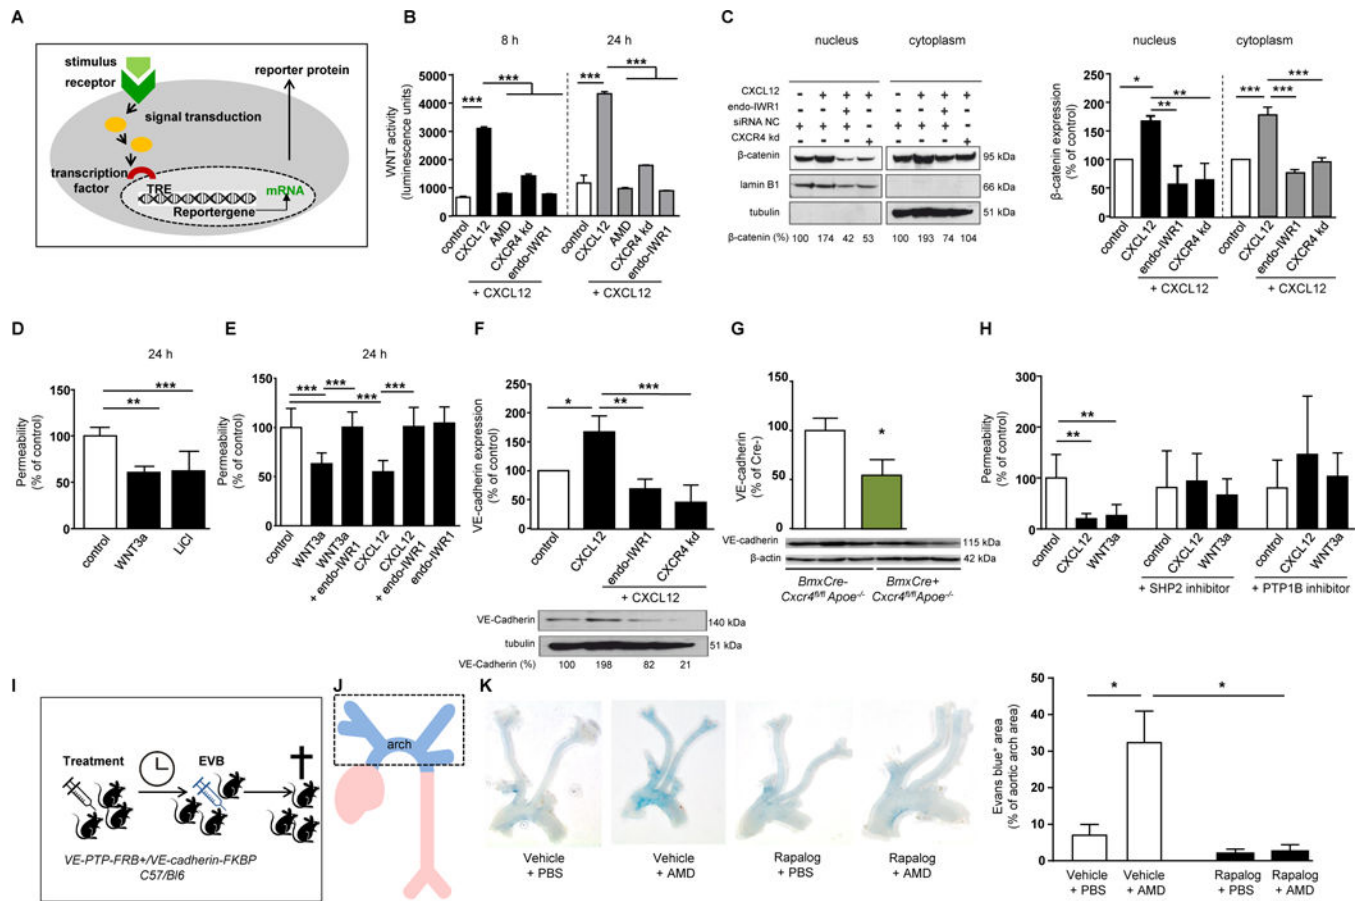 A
stimulus
receptor
signal transduction
transcription
factor
TRE
Reportergene
mRNA
reporter protein
B
8 h
24 h
WNT activity
(luminescence units)
5000
4000
3000
2000
1000
0
***
***
***
***
control
CXCL12
AMD
CXCR4 kd
endo-IWR1
control
CXCL12
AMD
CXCR4 kd
endo-IWR1
+ CXCL12
+ CXCL12
C
nucleus
cytoplasm
CXCL12 - + + + - + + +
endo-IWR1 - - + - - - + -
siRNA NC + + + - + + + -
CXCR4 kd - - - + - - - +
β-catenin
95 kDa
lamin B1
66 kDa
tubulin
51 kDa
β-catenin (%) 100 174 42 53 100 193 74 104
nucleus
cytoplasm
β-catenin expression
(% of control)
250
200
150
100
50
0
*
**
**
***
***
***
control
CXCL12
endo-IWR1
CXCR4 kd
control
CXCL12
endo-IWR1
CXCR4 kd
+ CXCL12
+ CXCL12
D
24 h
Permeability
(% of control)
150
100
50
0
***
**
control
WNT3a
LiCl
E
24 h
Permeability
(% of control)
150
100
50
0
***
***
***
***
control
WNT3a
WNT3a
+ endo-IWR1
CXCL12
CXCL12
+ endo-IWR1
endo-IWR1
F
VE-cadherin expression
(% of control)
250
200
150
100
50
0
*
**
***
control
CXCL12
endo-IWR1
CXCR4 kd
+ CXCL12
VE-Cadherin
140 kDa
tubulin
51 kDa
VE-Cadherin (%) 100 198 82 21
G
VE-cadherin
(% of Cre-)
150
100
50
0
*
VE-cadherin
115 kDa
β-actin
42 kDa
BmxCre-
Cxcr4fl/fl Apoe-/-
BmxCre+
Cxcr4fl/fl Apoe-/-
H
Permeability
(% of control)
300
200
100
0
**
**
control
CXCL12
WNT3a
control
CXCL12
WNT3a
control
CXCL12
WNT3a
+ SHP2 inhibitor
+ PTP1B inhibitor
I
Treatment
EVB
VE-PTP-FRB+/VE-cadherin-FKBP
C57/Bl6
J
arch
K
Vehicle
+ PBS
Vehicle
+ AMD
Rapalog
+ PBS
Rapalog
+ AMD
Evans blue+ area
(% of aortic arch area)
50
40
30
20
10
0
*
*
Vehicle
+ PBS
Vehicle
+ AMD
Rapalog
+ PBS
Rapalog
+ AMD